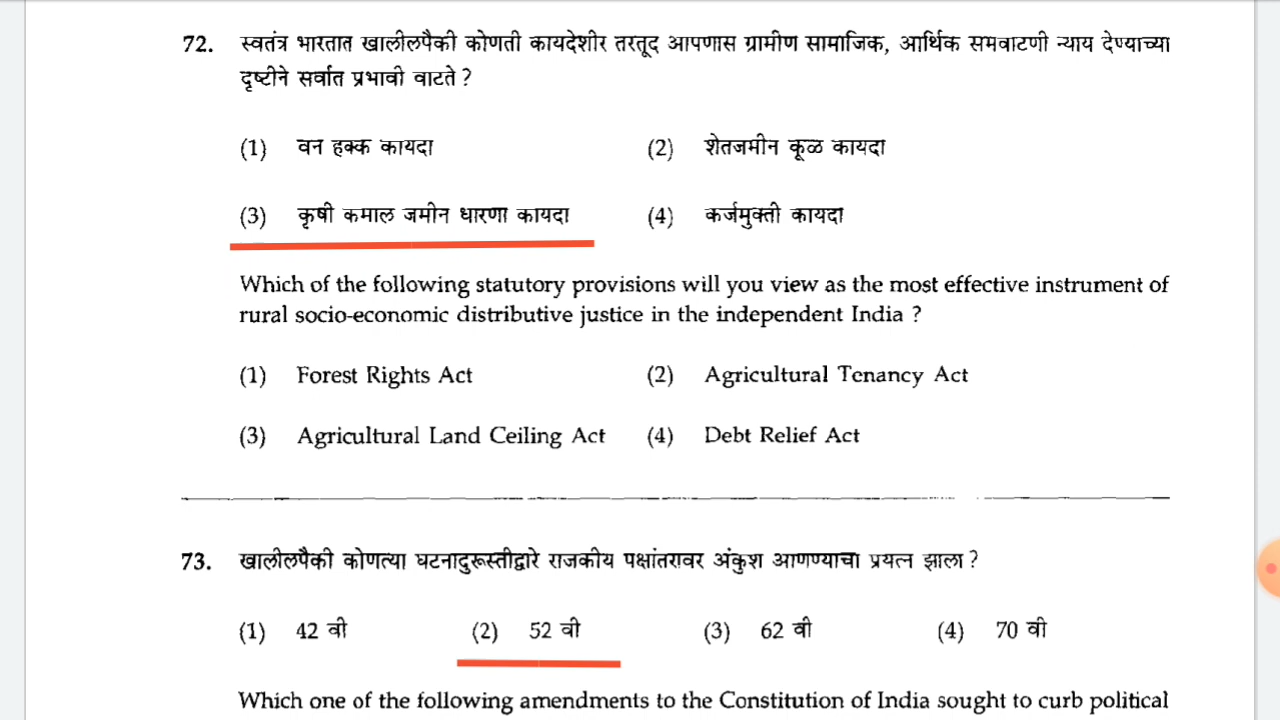 72. स्वतंत्र भारतात खालीलपैकी कोणती कायदेशीर तरतूद आपणास ग्रामीण सामाजिक, आर्थिक समवाटणी न्याय देण्याच्या
दृष्टीने सर्वात प्रभावी वाटते ?
(1) वन हक्क कायदा (2) शेतजमीन कूळ कायदा
(3) कृषी कमाल जमीन धारणा कायदा (4) कर्जमुक्ती कायदा
Which of the following statutory provisions will you view as the most effective instrument of
rural socio-economic distributive justice in the independent India ?
(1) Forest Rights Act (2) Agricultural Tenancy Act
(3) Agricultural Land Ceiling Act (4) Debt Relief Act
73. खालीलपैकी कोणत्या घटनादुरूस्तीद्वारे राजकीय पक्षांतरावर अंकुश आणण्याचा प्रयत्न झाला ?
(1) 42 वी (2) 52 वी (3) 62 वी (4) 70 वी
Which one of the following amendments to the Constitution of India sought to curb political